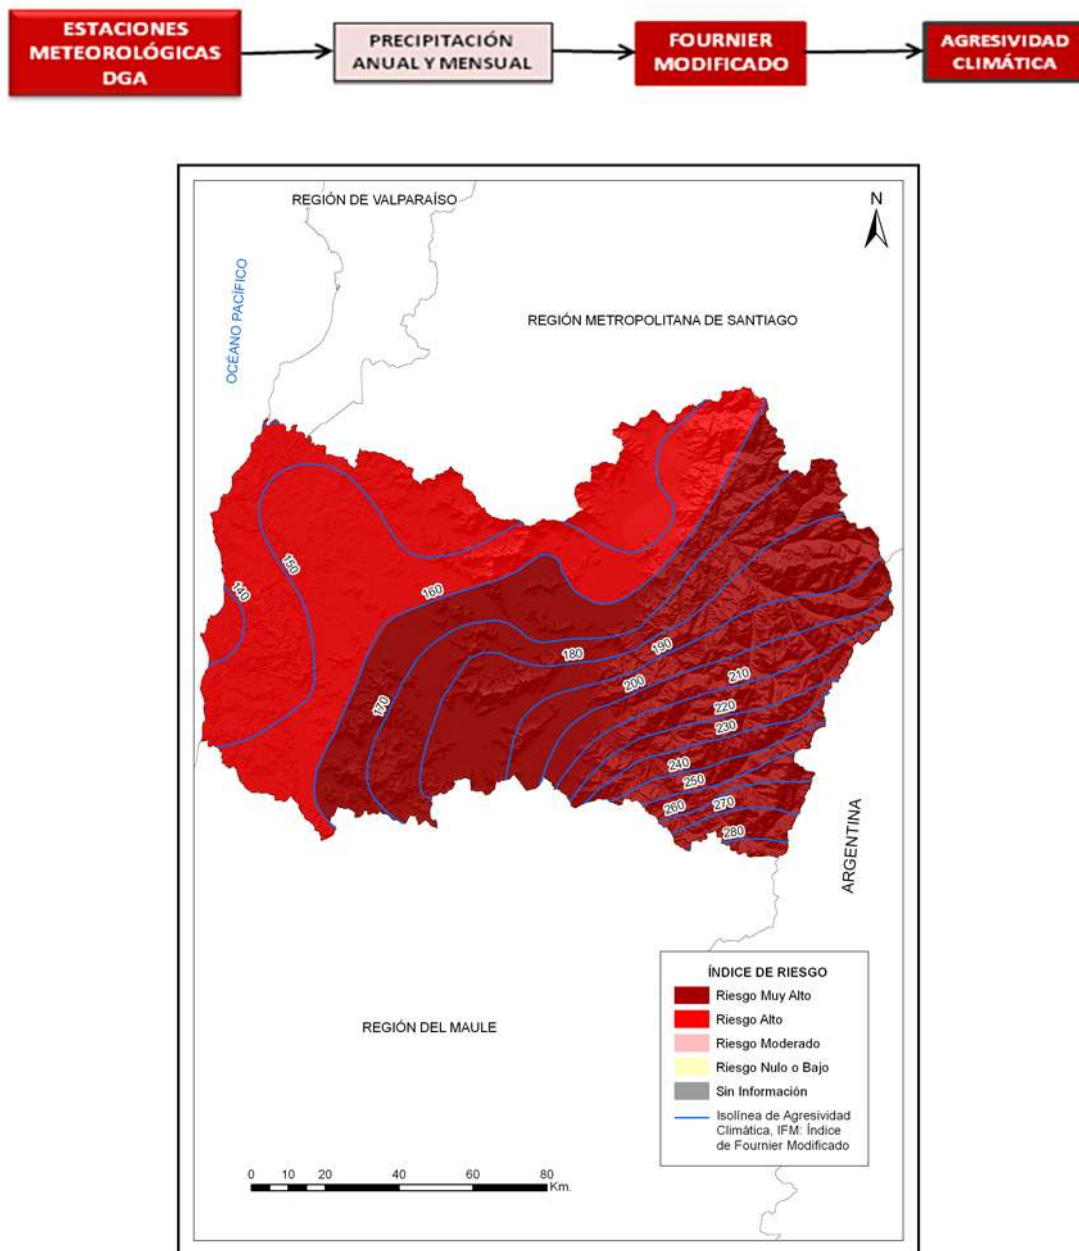 ESTACIONES
METEOROLÓGICAS
DGA
PRECIPITACIÓN
ANUAL Y MENSUAL
FOURNIER
MODIFICADO
AGRESIVIDAD
CLIMÁTICA
REGIÓN DE VALPARAÍSO
N
OCÉANO PACÍFICO
REGIÓN METROPOLITANA DE SANTIAGO
150
140
160
190
180
170
200
210
220
230
240
250
260
270
280
ARGENTINA
REGIÓN DEL MAULE
ÍNDICE DE RIESGO
Riesgo Muy Alto
Riesgo Alto
Riesgo Moderado
Riesgo Nulo o Bajo
Sin Información
Isolínea de Agresividad
Climática, IFM: Índice
de Fournier Modificado
0 10 20 40 60 80
Km.